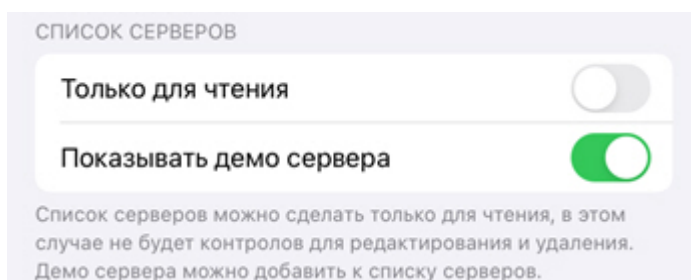 СПИСОК СЕРВЕРОВ
Только для чтения
Показывать демо сервера
Список серверов можно сделать только для чтения, в этом
случае не будет контролов для редактирования и удаления.
Демо сервера можно добавить к списку серверов.